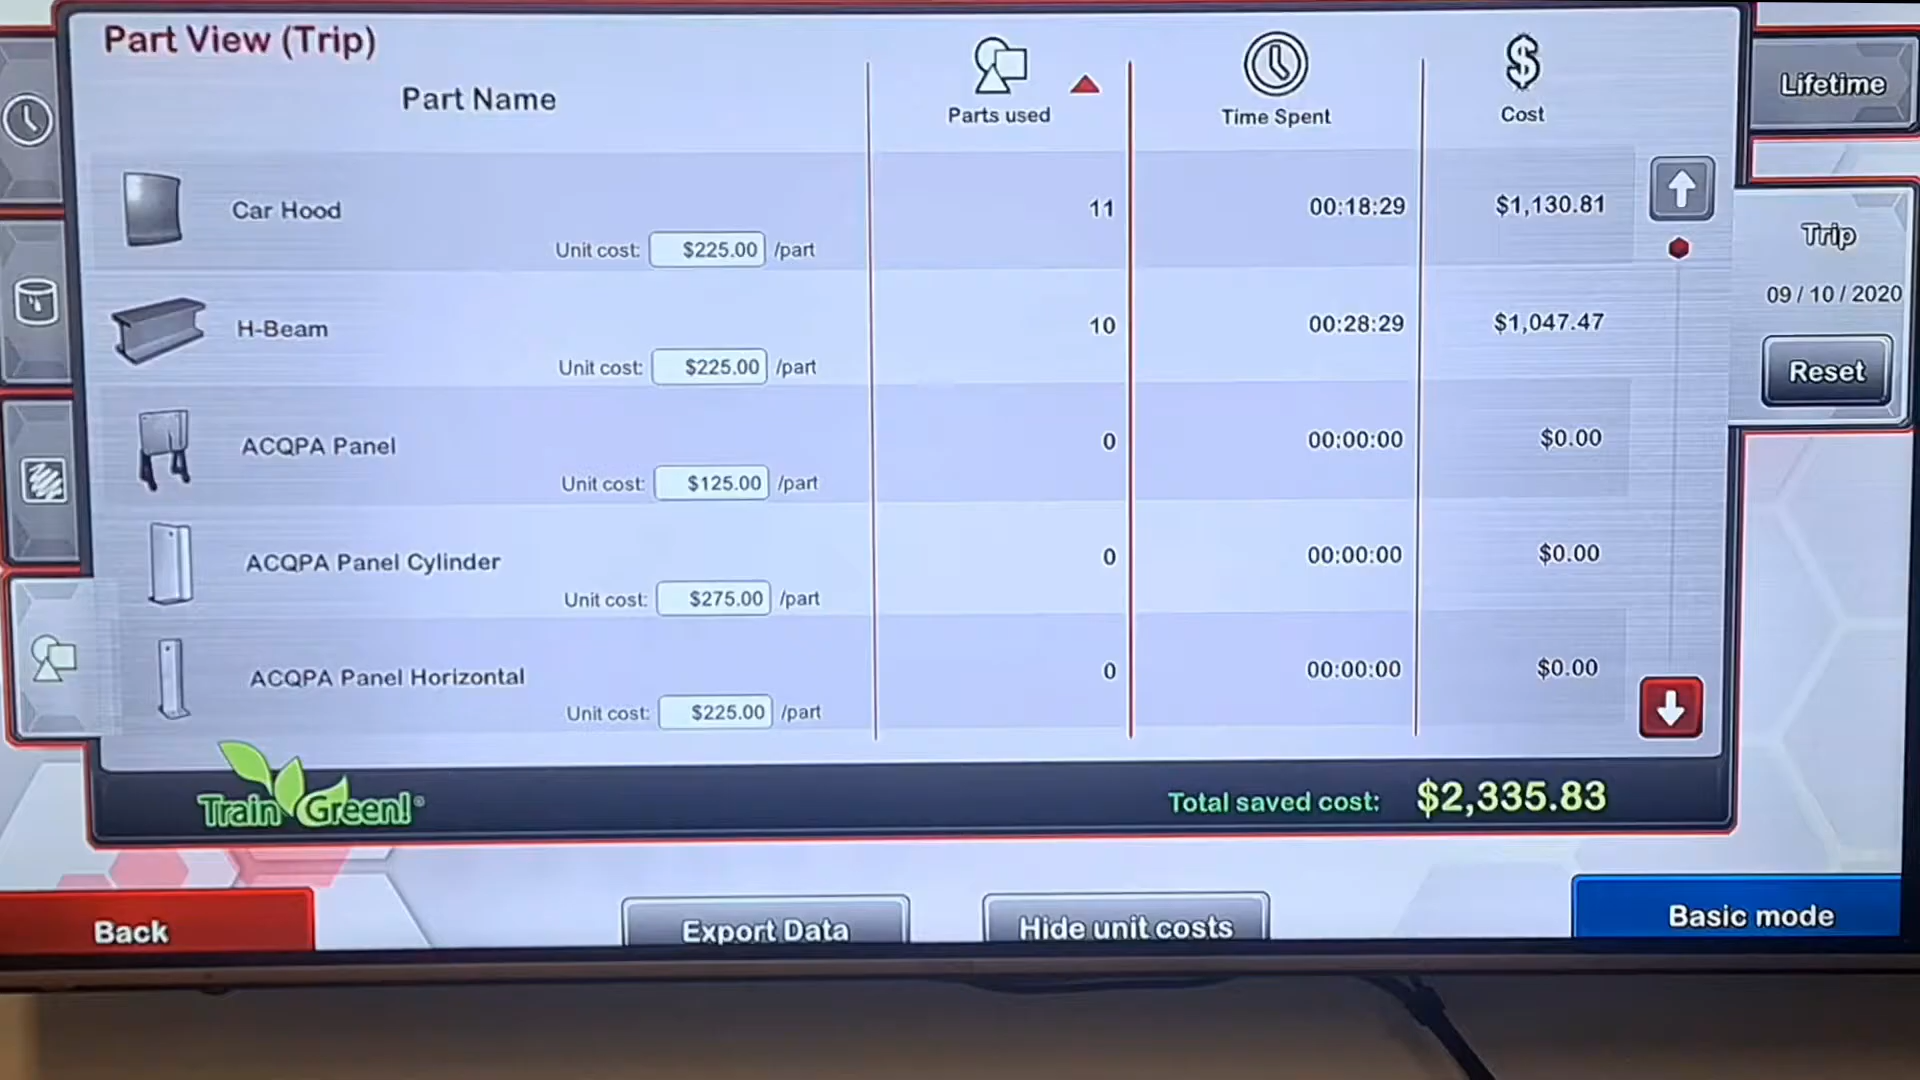 Part View (Trip)
Part Name
Parts used
Time Spent
$
Cost
Lifetime
Car Hood
11
00:18:29
$1,130.81
Unit cost: $225.00 /part
Trip
09 / 10 / 2020
H-Beam
10
00:28:29
$1,047.47
Unit cost: $225.00 /part
Reset
ACQPA Panel
0
00:00:00
$0.00
Unit cost: $125.00 /part
ACQPA Panel Cylinder
0
00:00:00
$0.00
Unit cost: $275.00 /part
ACQPA Panel Horizontal
0
00:00:00
$0.00
Unit cost: $225.00 /part
Train Green!®
Total saved cost: $2,335.83
Back
Export Data
Hide unit costs
Basic mode